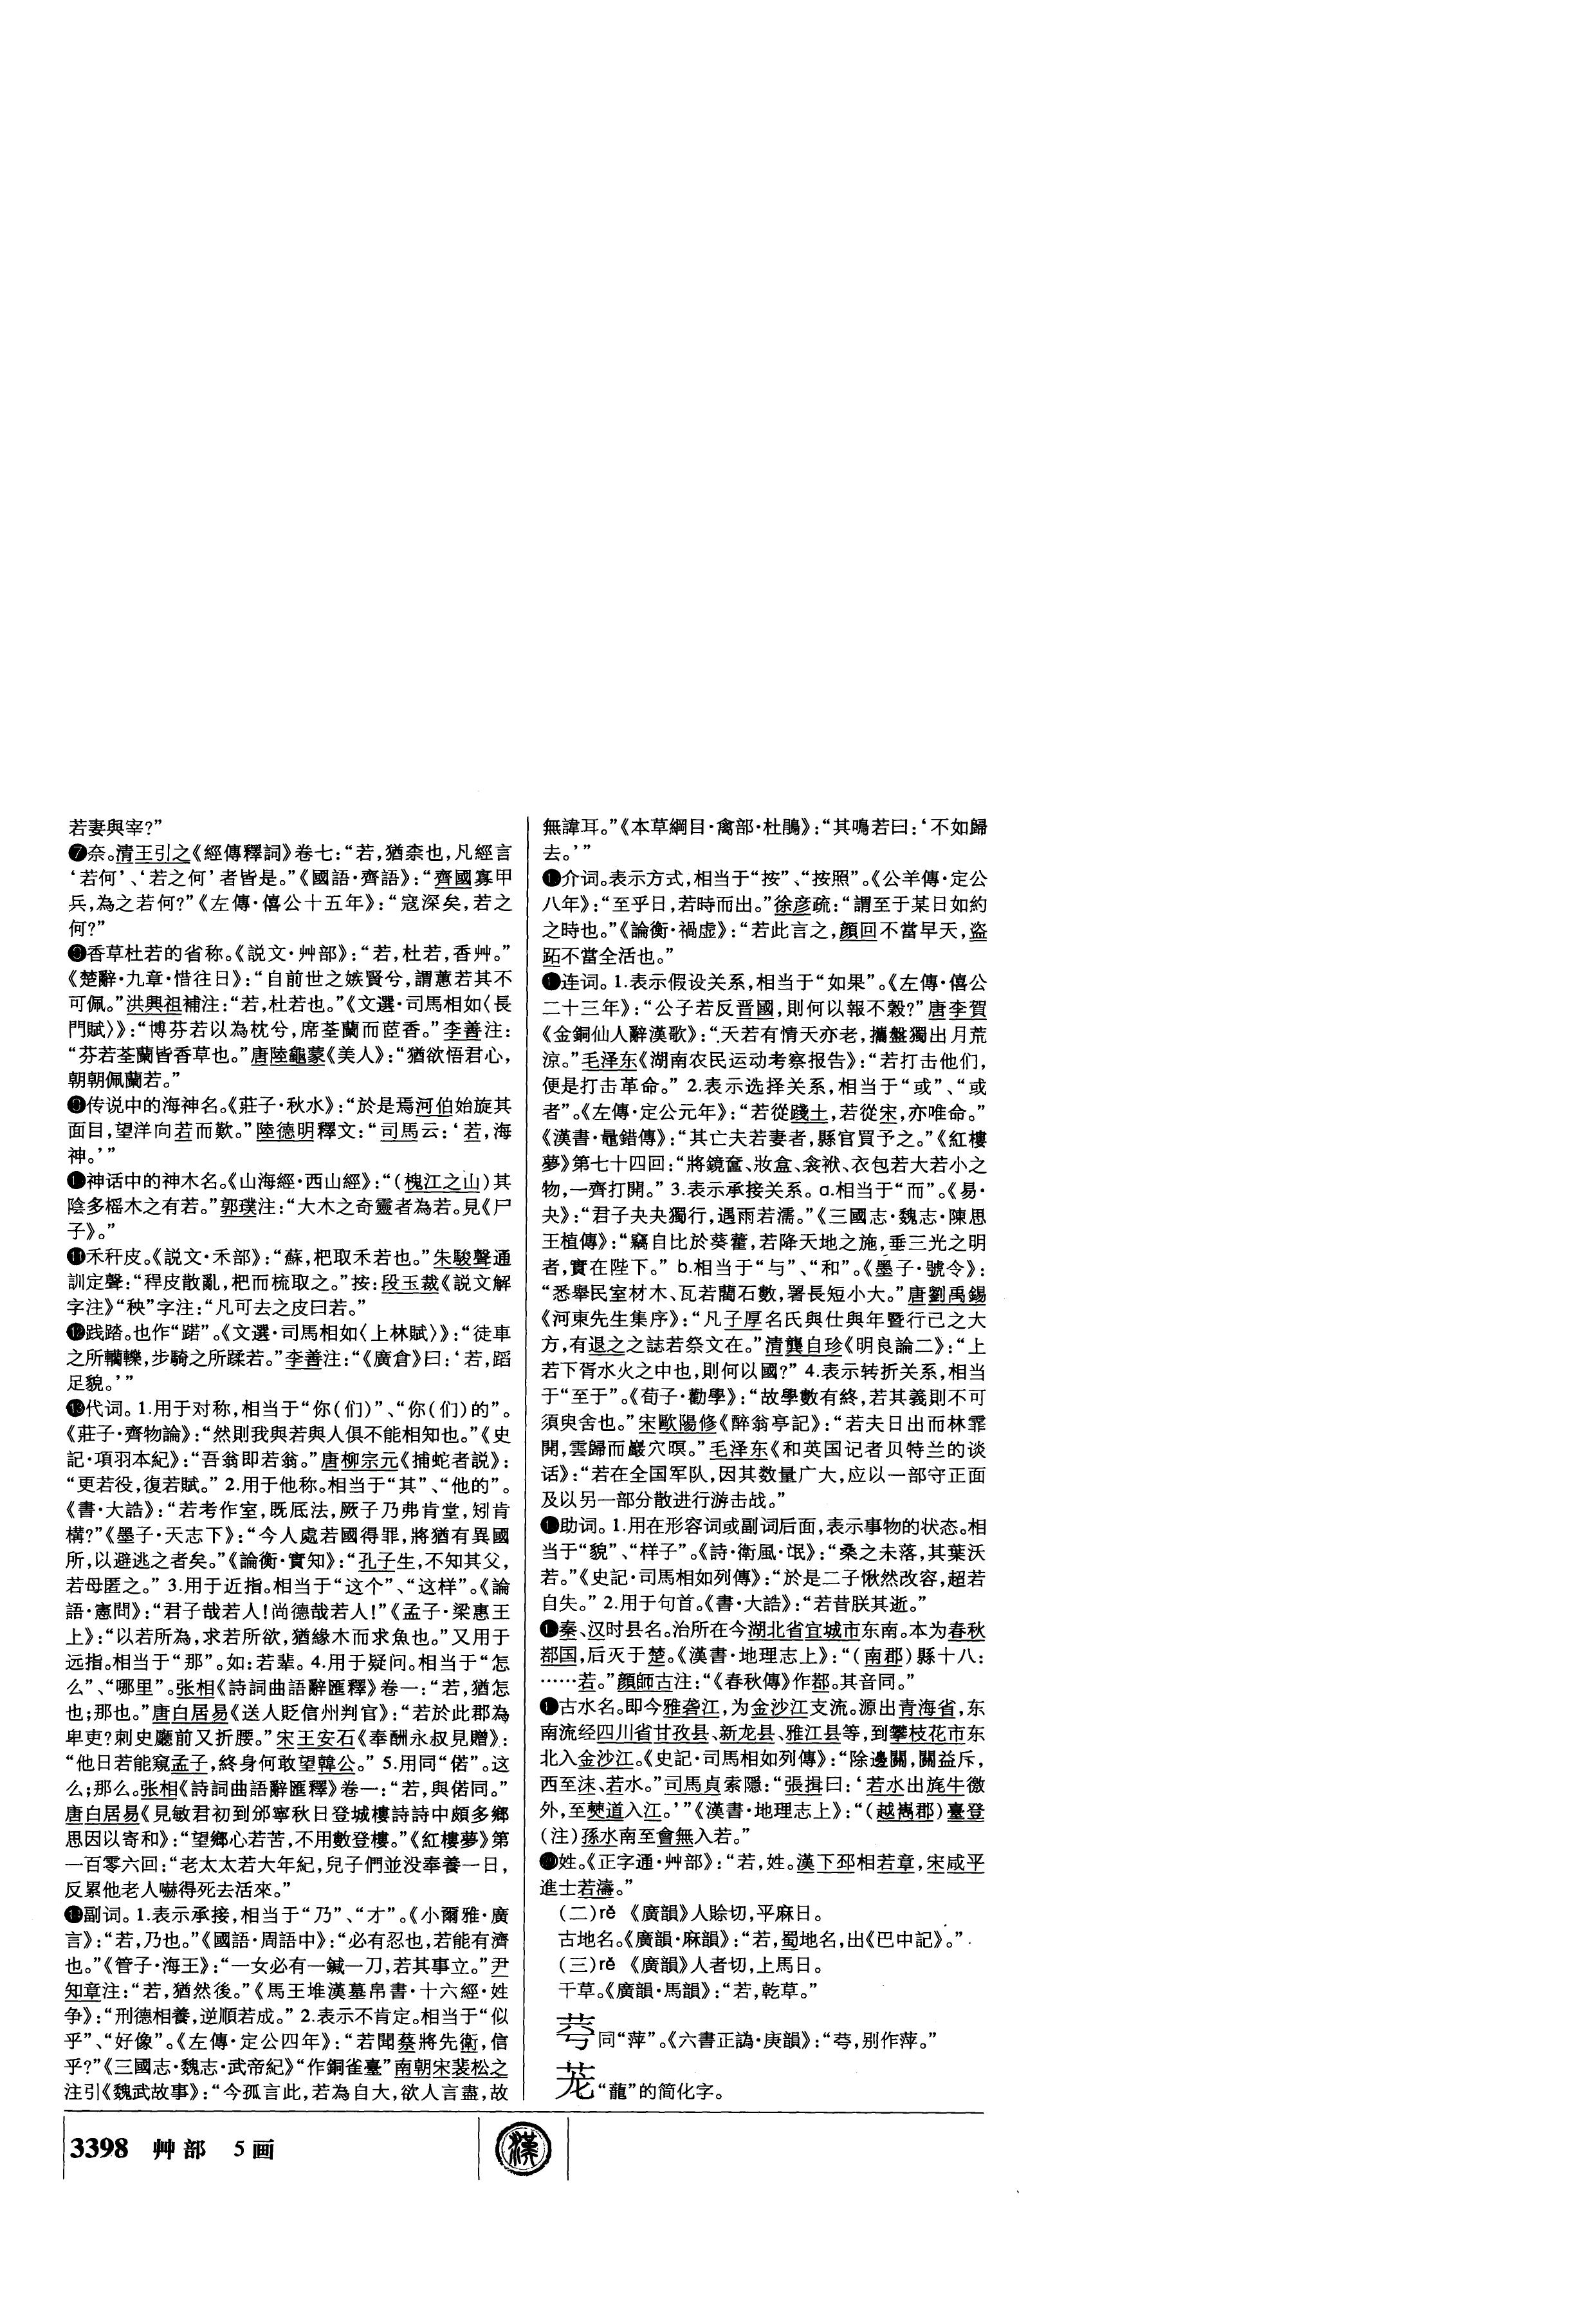 若妻與宰?”
❼奈。清王引之《經傳釋詞》卷七:“若,猶柰也,凡經言
‘若何’、‘若之何’者皆是。”《國語·齊語》:“齊國寡甲
兵,為之若何?”《左傳·僖公十五年》:“寇深矣,若之
何?”
❽香草杜若的省称。《説文·艸部》:“若,杜若,香艸。”
《楚辭·九章·惜往日》:“自前世之嫉賢兮,謂蕙若其不
可佩。”洪興祖補注:“若,杜若也。”《文選·司馬相如〈長
門賦〉》:“博芬若以為枕兮,席荃蘭而茝香。”李善注:
“芬若荃蘭皆香草也。”唐陸龜蒙《美人》:“猶欲悟君心,
朝朝佩蘭若。”
❾传说中的海神名。《莊子·秋水》:“於是焉河伯始旋其
面目,望洋向若而歎。”陸德明釋文:“司馬云:‘若,海
神。’”
❿神话中的神木名。《山海經·西山經》:“(槐江之山)其
陰多榣木之有若。”郭璞注:“大木之奇靈者為若。見《尸
子》。”
⓫禾秆皮。《説文·禾部》:“蘇,杷取禾若也。”朱駿聲通
訓定聲:“稈皮散亂,杷而梳取之。”按:段玉裁《説文解
字注》“秧”字注:“凡可去之皮曰若。”
⓬践踏。也作“蹃”。《文選·司馬相如〈上林賦〉》:“徒車
之所轥轢,步騎之所蹂若。”李善注:“《廣倉》曰:‘若,蹈
足貌。’”
⓭代词。1.用于对称,相当于“你(们)”、“你(们)的”。
《莊子·齊物論》:“然則我與若與人俱不能相知也。”《史
記·項羽本紀》:“吾翁即若翁。”唐柳宗元《捕蛇者説》:
“更若役,復若賦。”2.用于他称。相当于“其”、“他的”。
《書·大誥》:“若考作室,既厎法,厥子乃弗肯堂,矧肯
構?”《墨子·天志下》:“今人處若國得罪,將猶有異國
所,以避逃之者矣。”《論衡·實知》:“孔子生,不知其父,
若母匿之。”3.用于近指。相当于“这个”、“这样”。《論
語·憲問》:“君子哉若人!尚德哉若人!”《孟子·梁惠王
上》:“以若所為,求若所欲,猶緣木而求魚也。”又用于
远指。相当于“那”。如:若辈。4.用于疑问。相当于“怎
么”、“哪里”。张相《詩詞曲語辭匯釋》卷一:“若,猶怎
也;那也。”唐白居易《送人貶信州判官》:“若於此郡為
卑吏?刺史廳前又折腰。”宋王安石《奉酬永叔見贈》:
“他日若能窺孟子,終身何敢望韓公。”5.用同“偌”。这
么;那么。张相《詩詞曲語辭匯釋》卷一:“若,與偌同。”
唐白居易《見敏君初到邠寧秋日登城樓詩詩中頗多鄉
思因以寄和》:“望鄉心若苦,不用數登樓。”《紅樓夢》第
一百零六回:“老太太若大年紀,兒子們並没奉養一日,
反累他老人嚇得死去活來。”
⓮副词。1.表示承接,相当于“乃”、“才”。《小爾雅·廣
言》:“若,乃也。”《國語·周語中》:“必有忍也,若能有濟
也。”《管子·海王》:“一女必有一鍼一刀,若其事立。”尹
知章注:“若,猶然後。”《馬王堆漢墓帛書·十六經·姓
争》:“刑德相養,逆順若成。”2.表示不肯定。相当于“似
乎”、“好像”。《左傳·定公四年》:“若聞蔡將先衛,信
乎?”《三國志·魏志·武帝紀》“作銅雀臺”南朝宋裴松之
注引《魏武故事》:“今孤言此,若為自大,欲人言盡,故
無諱耳。”《本草綱目·禽部·杜鵑》:“其鳴若曰:‘不如歸
去。’”
介词。表示方式,相当于“按”、“按照”。《公羊傳·定公
八年》:“至乎日,若時而出。”徐彦疏:“謂至于某日如約
之時也。”《論衡·禍虚》:“若此言之,顔回不當早夭,盗
跖不當全活也。”
连词。1.表示假设关系,相当于“如果”。《左傳·僖公
二十三年》:“公子若反晋國,則何以報不穀?”唐李賀
《金銅仙人辭漢歌》:“天若有情天亦老,攜盤獨出月荒
涼。”毛泽东《湖南农民运动考察报告》:“若打击他们,
便是打击革命。”2.表示选择关系,相当于“或”、“或
者”。《左傳·定公元年》:“若從踐土,若從宋,亦唯命。”
《漢書·鼂錯傳》:“其亡夫若妻者,縣官買予之。”《紅樓
夢》第七十四回:“將鏡奩、妝盒、衾袱、衣包若大若小之
物,一齊打開。”3.表示承接关系。a.相当于“而”。《易·
夬》:“君子夬夬獨行,遇雨若濡。”《三國志·魏志·陳思
王植傳》:“竊自比於葵藿,若降天地之施,垂三光之明
者,實在陛下。”b.相当于“与”、“和”。《墨子·號令》:
“悉舉民室材木、瓦若藺石數,署長短小大。”唐劉禹錫
《河東先生集序》:“凡子厚名氏與仕與年暨行己之大
方,有退之之誌若祭文在。”清龔自珍《明良論二》:“上
若下胥水火之中也,則何以國?”4.表示转折关系,相当
于“至于”。《荀子·勸學》:“故學數有終,若其義則不可
須臾舍也。”宋歐陽修《醉翁亭記》:“若夫日出而林霏
開,雲歸而巖穴暝。”毛泽东《和英国记者贝特兰的谈
话》:“若在全国军队,因其数量广大,应以一部守正面
及以另一部分散进行游击战。”
助词。1.用在形容词或副词后面,表示事物的状态。相
当于“貌”、“样子”。《詩·衛風·氓》:“桑之未落,其葉沃
若。”《史記·司馬相如列傳》:“於是二子愀然改容,超若
自失。”2.用于句首。《書·大誥》:“若昔朕其逝。”
秦、汉时县名。治所在今湖北省宜城市东南。本为春秋
鄀国,后灭于楚。《漢書·地理志上》:“(南郡)縣十八:
……若。”顔師古注:“《春秋傳》作鄀。其音同。”
古水名。即今雅砻江,为金沙江支流。源出青海省,东
南流经四川省甘孜县、新龙县、雅江县等,到攀枝花市东
北入金沙江。《史記·司馬相如列傳》:“除邊關,關益斥,
西至沬、若水。”司馬貞索隱:“張揖曰:‘若水出旄牛徼
外,至僰道入江。’”《漢書·地理志上》:“(越嶲郡)臺登
(注)孫水南至會無入若。”
姓。《正字通·艸部》:“若,姓。漢下邳相若章,宋咸平
進士若濤。”
(二)rě 《廣韻》人賒切,平麻日。
古地名。《廣韻·麻韻》:“若,蜀地名,出《巴中記》。”
(三)rě 《廣韻》人者切,上馬日。
干草。《廣韻·馬韻》:“若,乾草。”
苹同“萍”。《六書正譌·庚韻》:“苹,别作萍。”
茏“蘢”的简化字。
3398 艸部 5画
漢